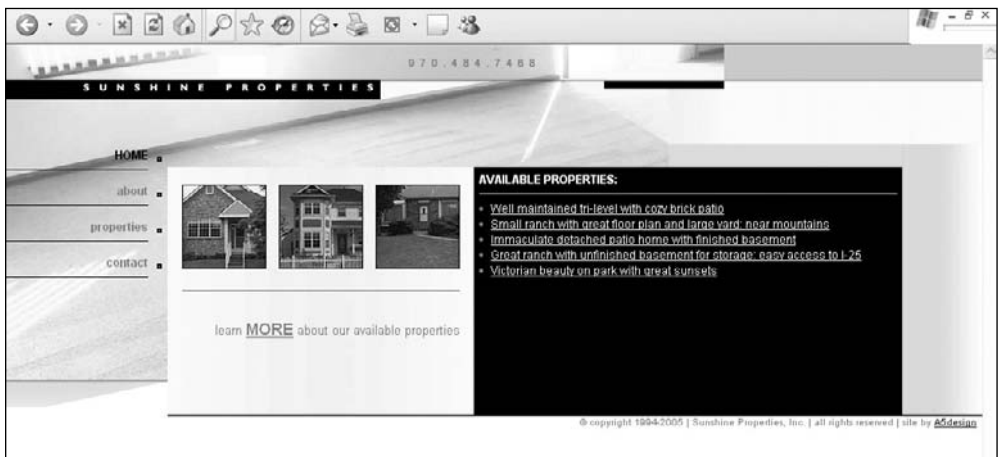 970.484.7468
SUNSHINE PROPERTIES
HOME
about
properties
contact
AVAILABLE PROPERTIES:
Well maintained tri-level with cozy brick patio
Small ranch with great floor plan and large yard: near mountains
Immaculate detached patio home with finished basement
Great ranch with unfinished basement for storage: easy access to I-25
Victorian beauty on park with great sunsets
learn MORE about our available properties
© copyright 1994-2005 | Sunshine Properties, Inc. | all rights reserved | site by A5design